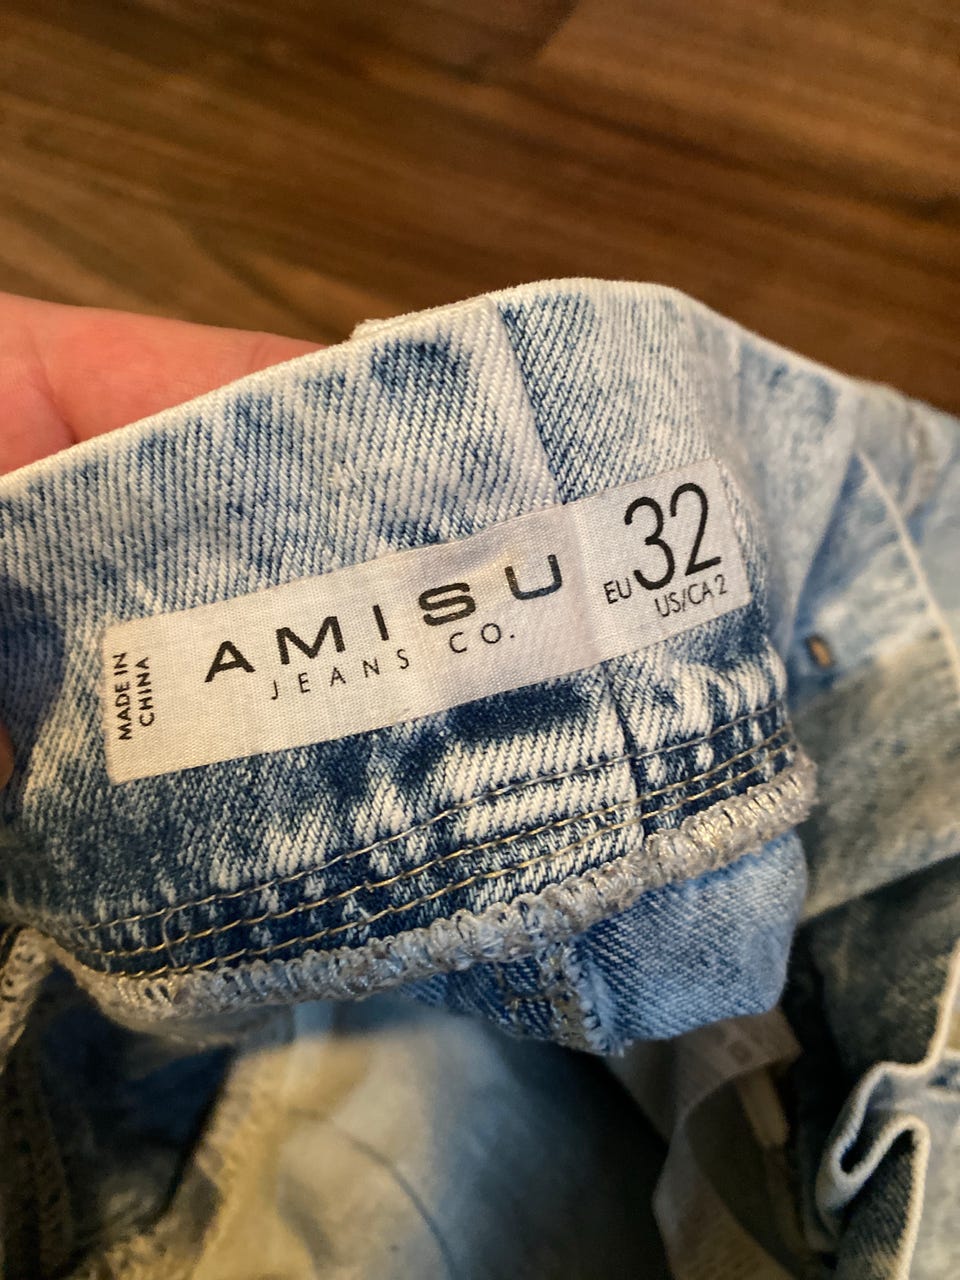 MADE IN
CHINA
AMISU
JEANS CO.
EU 32
US/CA 2